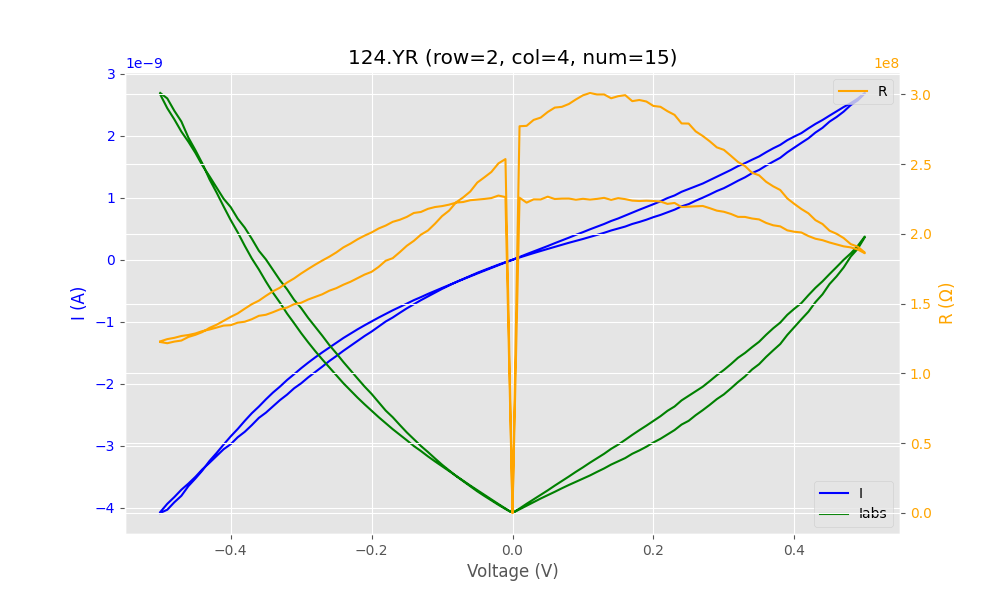 124.YR (row=2, col=4, num=15)
1e−9
1e8
3
2
1
0
−1
−2
−3
−4
I (A)
3.0
2.5
2.0
1.5
1.0
0.5
0.0
R (Ω)
R
I
Iabs
−0.4
−0.2
0.0
0.2
0.4
Voltage (V)